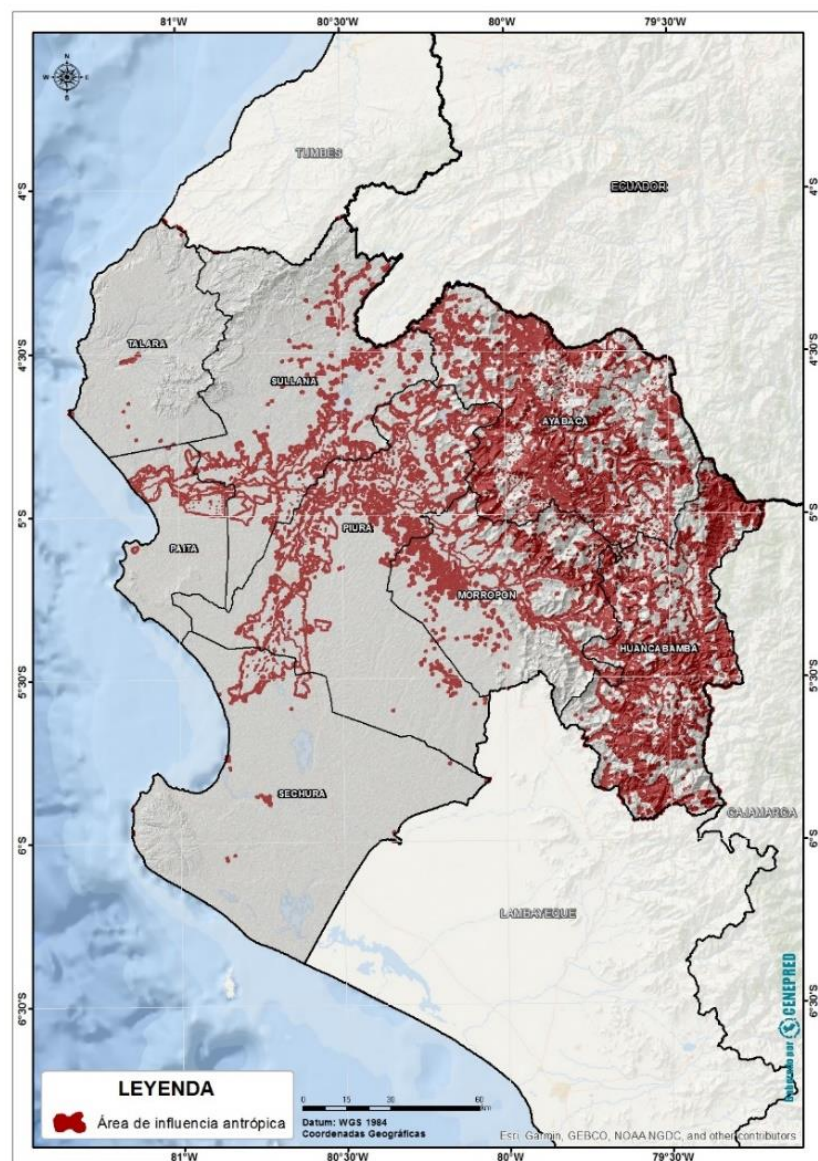 81°W 80°30'W 80°W 79°30'W
N
W E
S
TUMBES
ECUADOR
4°S 4°S
TALARA
4°30'S 4°30'S
SULLANA
AYABACA
5°S 5°S
PIURA
PAITA
MORROPON
HUANCABAMBA
5°30'S 5°30'S
SECHURA
CAJAMARCA
6°S 6°S
LAMBAYEQUE
6°30'S 6°30'S
Elaborado por CENEPRED
LEYENDA
Área de influencia antrópica
0 15 30 60
km
Datum: WGS 1984
Coordenadas Geográficas
Esri, Garmin, GEBCO, NOAA NGDC, and other contributors
81°W 80°30'W 80°W 79°30'W